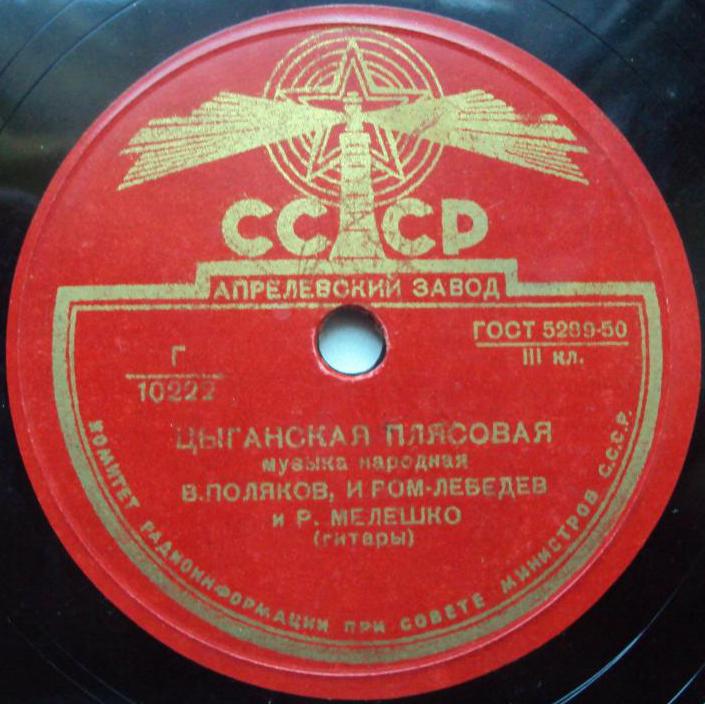 СССР
АПРЕЛЕВСКИЙ ЗАВОД
ГОСТ 5289-50
III кл.
Г
10222
ЦЫГАНСКАЯ ПЛЯСОВАЯ
музыка народная
В.ПОЛЯКОВ, И РОМ-ЛЕБЕДЕВ
и Р. МЕЛЕШКО
(гитары)
КОМИТЕТ РАДИОИНФОРМАЦИИ ПРИ СОВЕТЕ МИНИСТРОВ С.С.С.Р.